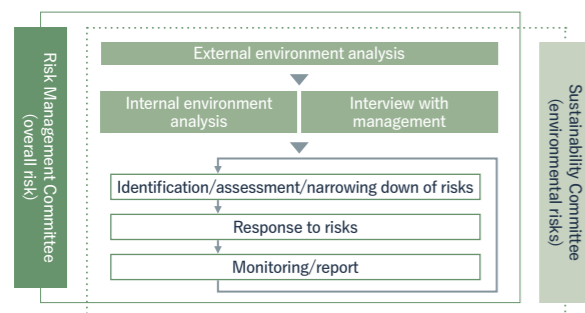 Risk Management Committee
(overall risk)
External environment analysis
Internal environment
analysis
Interview with
management
Identification/assessment/narrowing down of risks
Response to risks
Monitoring/report
Sustainability Committee
(environmental risks)